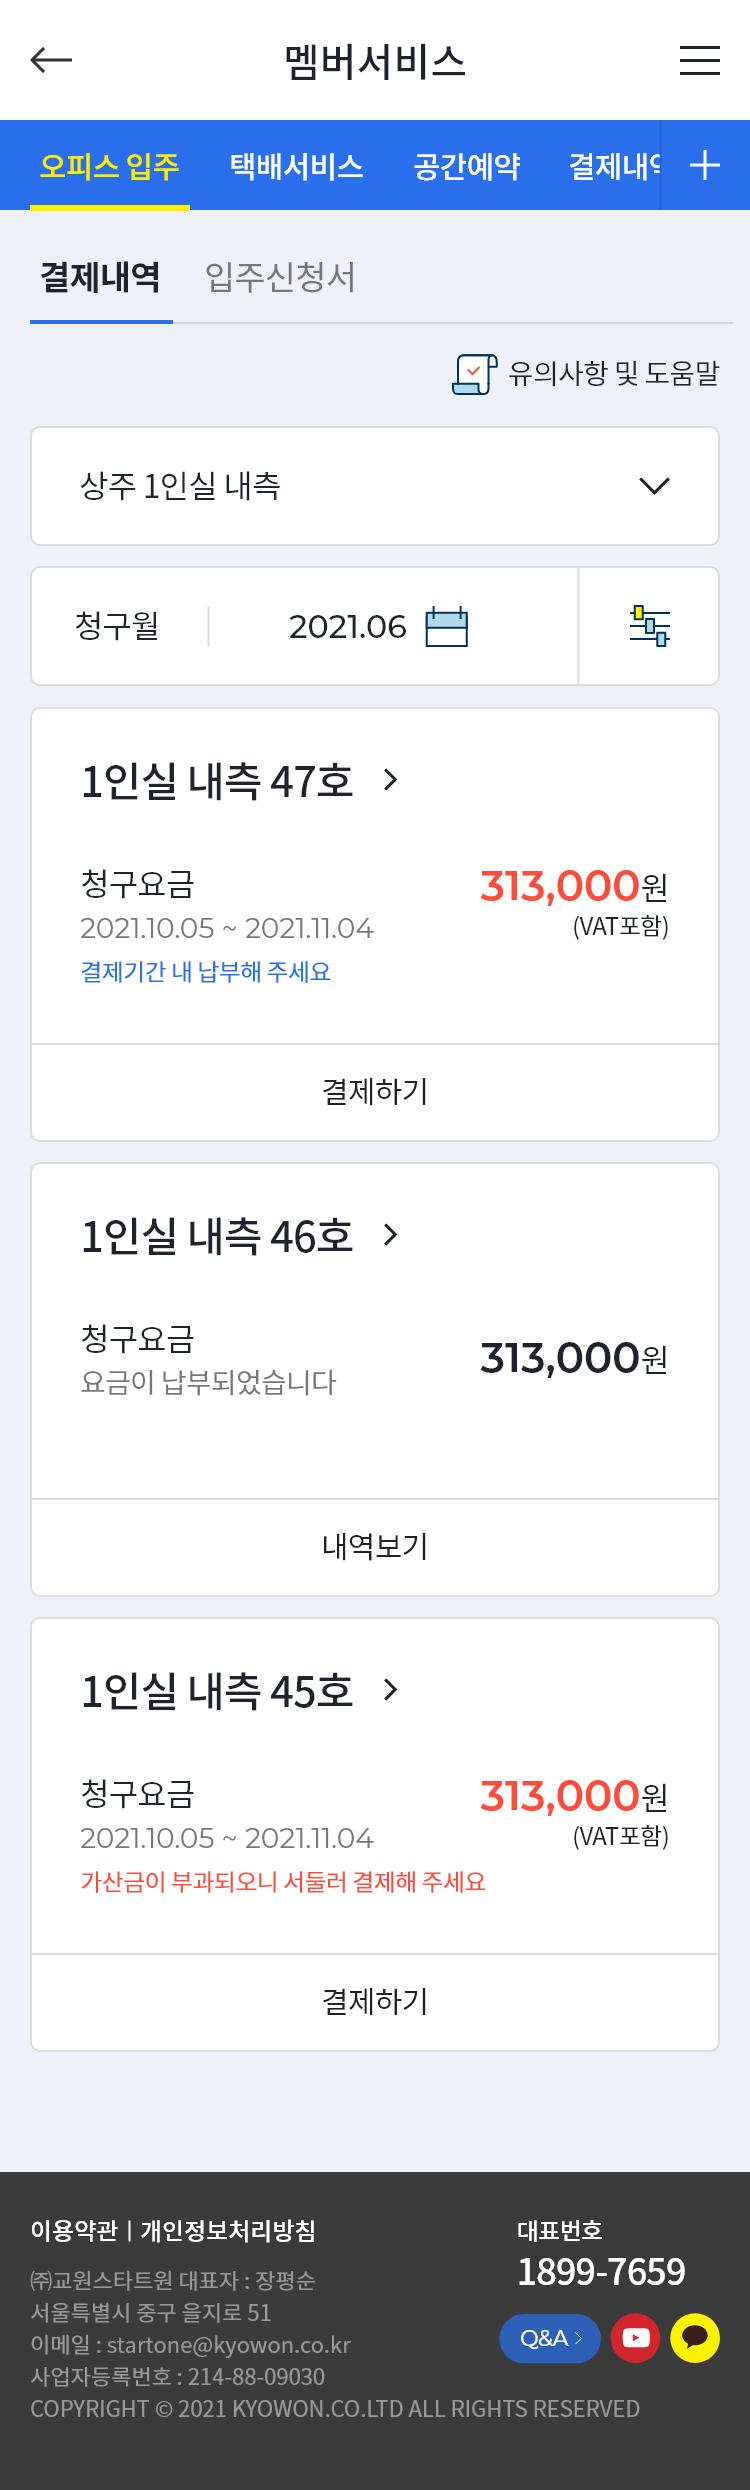 멤버서비스
오피스 입주 택배서비스 공간예약 결제내역
결제내역 입주신청서
유의사항 및 도움말
상주 1인실 내측
청구월 2021.06
1인실 내측 47호
청구요금 313,000원
2021.10.05 ~ 2021.11.04 (VAT포함)
결제기간 내 납부해 주세요
결제하기
1인실 내측 46호
청구요금 313,000원
요금이 납부되었습니다
내역보기
1인실 내측 45호
청구요금 313,000원
2021.10.05 ~ 2021.11.04 (VAT포함)
가산금이 부과되오니 서둘러 결제해 주세요
결제하기
이용약관 | 개인정보처리방침 대표번호
1899-7659
㈜교원스타트원 대표자 : 장평순
서울특별시 중구 을지로 51
이메일 : startone@kyowon.co.kr Q&A
사업자등록번호 : 214-88-09030
COPYRIGHT © 2021 KYOWON.CO.LTD ALL RIGHTS RESERVED